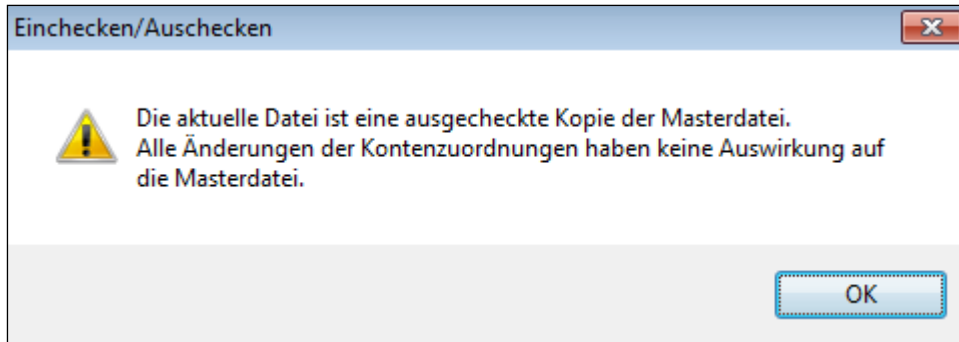 Einchecken/Auschecken
Die aktuelle Datei ist eine ausgecheckte Kopie der Masterdatei.
Alle Änderungen der Kontenzuordnungen haben keine Auswirkung auf
die Masterdatei.
OK